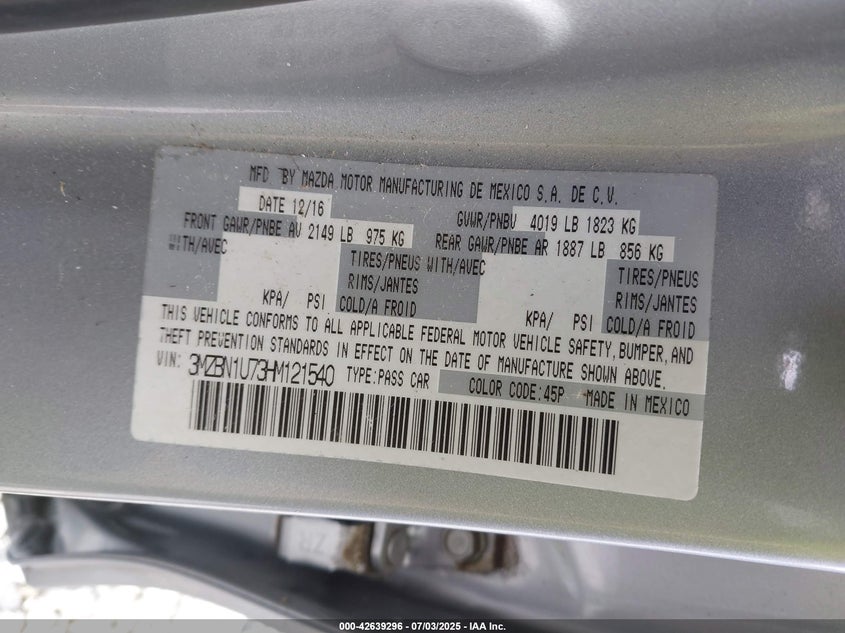 MFD BY MAZDA MOTOR MANUFACTURING DE MEXICO S.A. DE C.V.
DATE 12/16 GVWR/PNBV 4019 LB 1823 KG
FRONT GAWR/PNBE AV 2149 LB 975 KG REAR GAWR/PNBE AR 1887 LB 856 KG
WITH/AVEC TIRES/PNEUS WITH/AVEC TIRES/PNEUS
RIMS/JANTES RIMS/JANTES
KPA/ PSI COLD/A FROID KPA/ PSI COLD/A FROID
THIS VEHICLE CONFORMS TO ALL APPLICABLE FEDERAL MOTOR VEHICLE SAFETY, BUMPER, AND
THEFT PREVENTION STANDARDS IN EFFECT ON THE DATE OF MANUFACTURE SHOWN ABOVE.
VIN: 3MZBN1U73HM121540 TYPE:PASS CAR COLOR CODE:45P MADE IN MEXICO
ZR
000-42639296 - 07/03/2025 - IAA Inc.